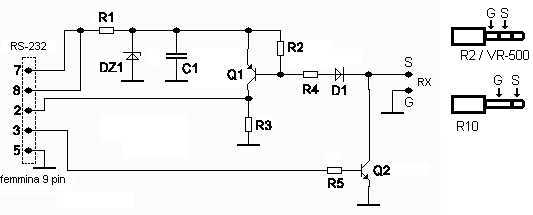 G S
R1
RS-232
R2
R2 / VR-500
DZ1
C1
Q1
S
7
RX
8
R4
D1
G S
2
G
R3
R10
3
5
R5
Q2
femmina 9 pin